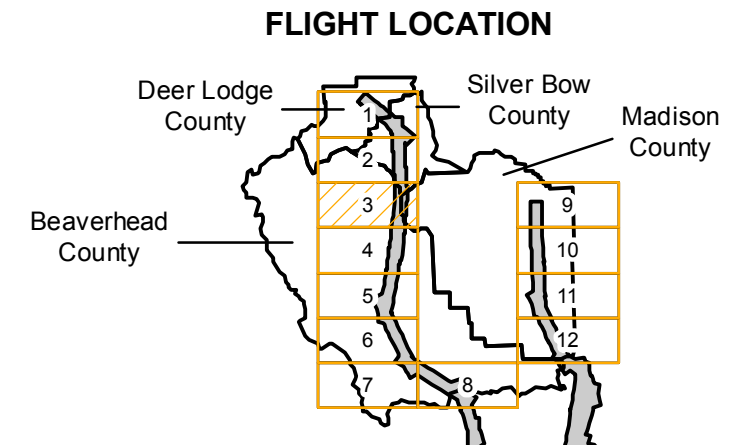 FLIGHT LOCATION
Deer Lodge
County
Silver Bow
County
Madison
County
Beaverhead
County
1
2
3
4
5
6
7
8
9
10
11
12